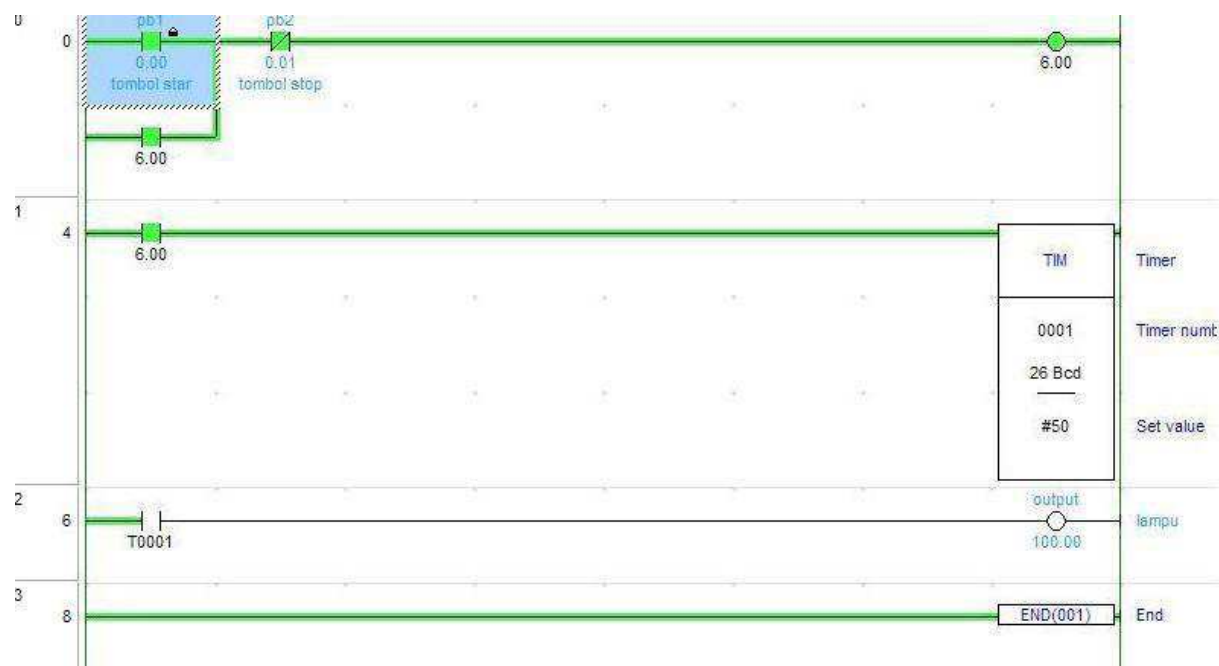 0
pb1
pb2
0
0.00
0.01
6.00
tombol star
tombol stop
6.00
1
4
6.00
TIM
Timer
0001
Timer numb
26 Bcd
#50
Set value
2
output
6
lampu
T0001
100.00
3
8
END(001)
End